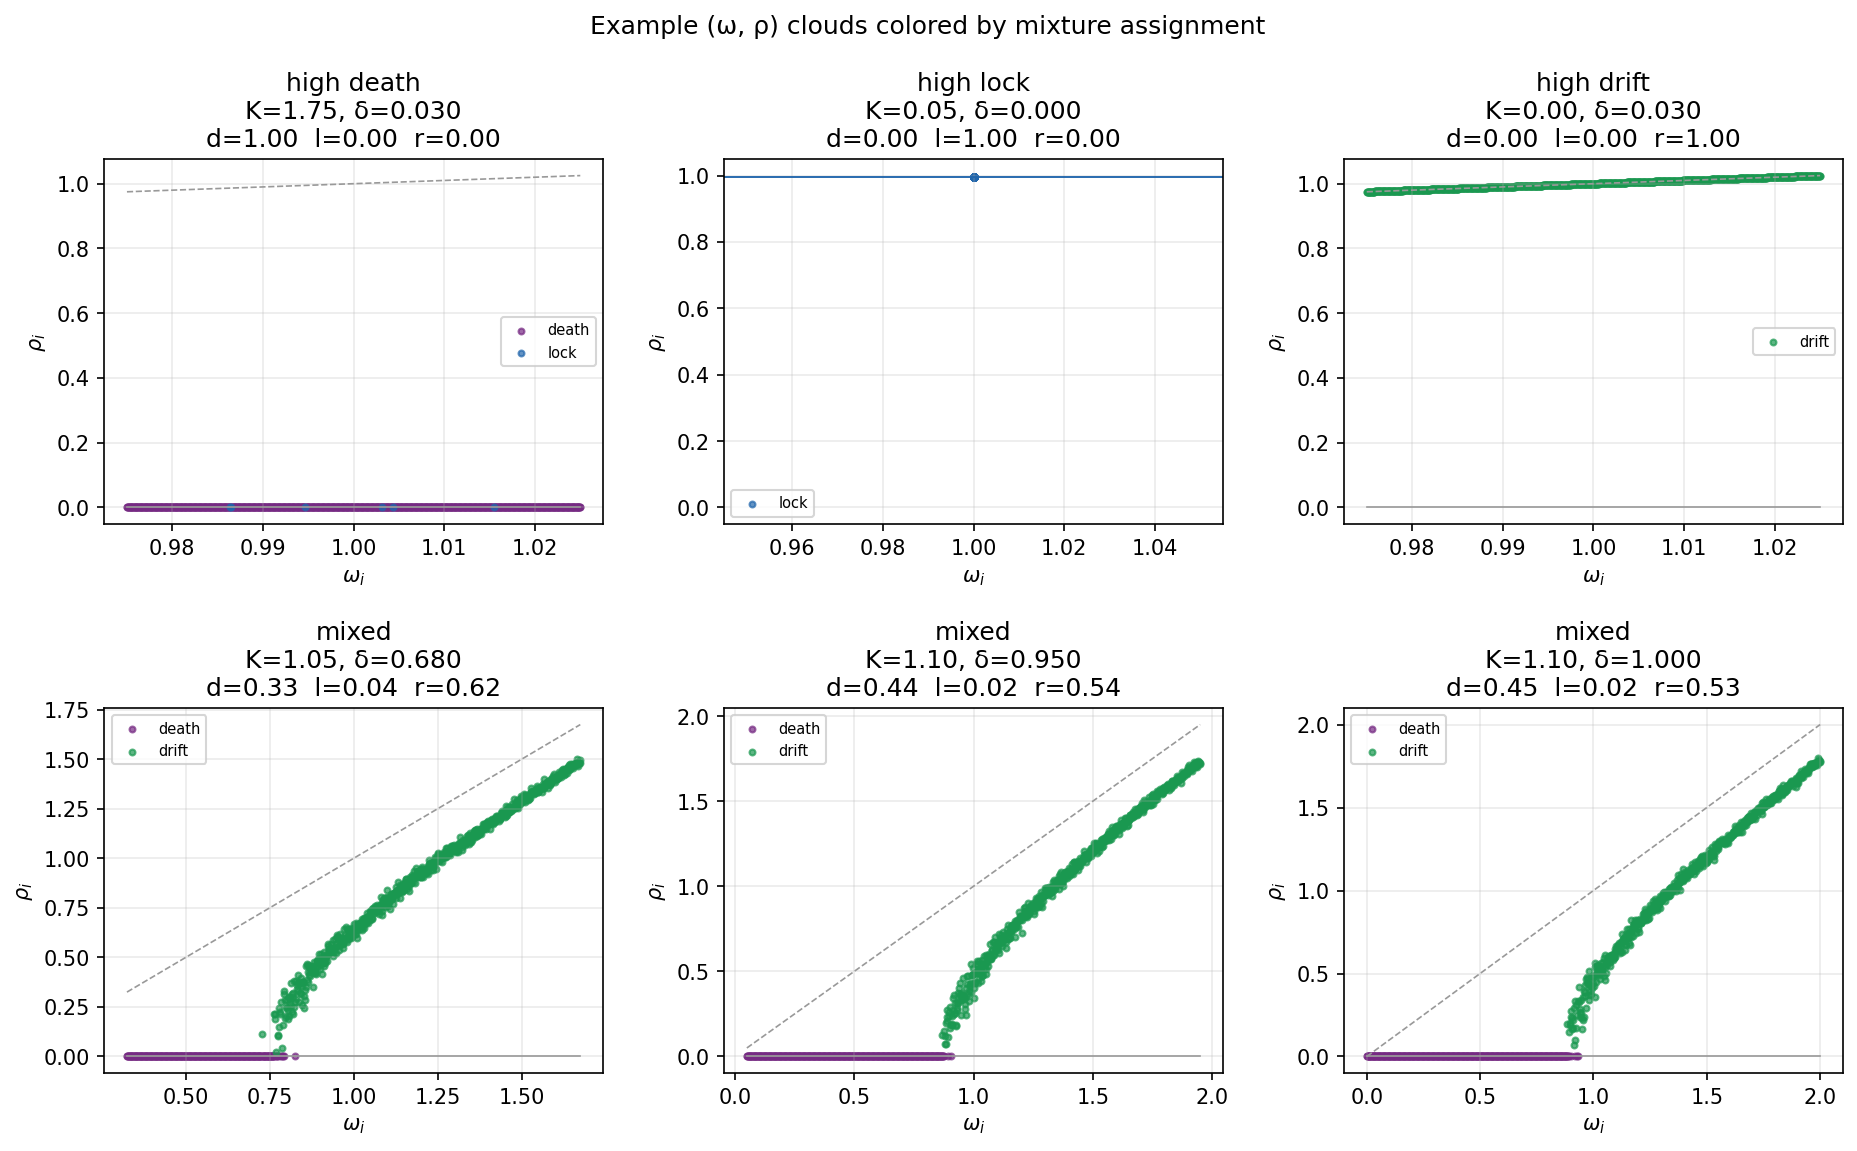 Example (ω, ρ) clouds colored by mixture assignment
high death
K=1.75, δ=0.030
d=1.00 l=0.00 r=0.00
1.0
0.8
0.6
0.4
0.2
0.0
ρi
death
lock
0.98 0.99 1.00 1.01 1.02
ωi
high lock
K=0.05, δ=0.000
d=0.00 l=1.00 r=0.00
1.0
0.8
0.6
0.4
0.2
0.0
ρi
lock
0.96 0.98 1.00 1.02 1.04
ωi
high drift
K=0.00, δ=0.030
d=0.00 l=0.00 r=1.00
1.0
0.8
0.6
0.4
0.2
0.0
ρi
drift
0.98 0.99 1.00 1.01 1.02
ωi
mixed
K=1.05, δ=0.680
d=0.33 l=0.04 r=0.62
1.75
1.50
1.25
1.00
0.75
0.50
0.25
0.00
ρi
death
drift
0.50 0.75 1.00 1.25 1.50
ωi
mixed
K=1.10, δ=0.950
d=0.44 l=0.02 r=0.54
2.0
1.5
1.0
0.5
0.0
ρi
death
drift
0.0 0.5 1.0 1.5 2.0
ωi
mixed
K=1.10, δ=1.000
d=0.45 l=0.02 r=0.53
2.0
1.5
1.0
0.5
0.0
ρi
death
drift
0.0 0.5 1.0 1.5 2.0
ωi